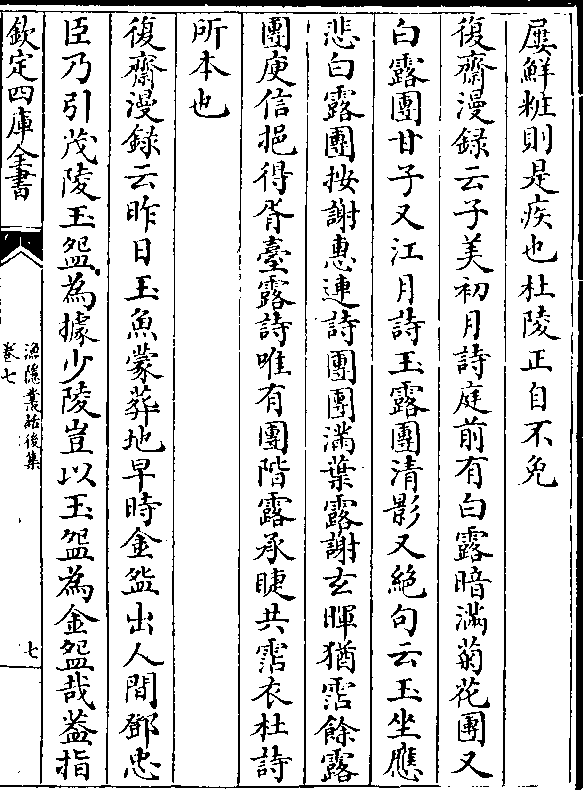 屢鮮粧則是疾也杜陵正自不免
復齋漫録云子美初月詩庭前有白露暗滿菊花團又
白露團甘子又江月詩玉露團清影又絶句云玉坐應
悲白露團按謝惠連詩團團滿葉露謝玄暉猶霑餘露
團庾信挹得胥臺露詩唯有團階露承睫共霑衣杜詩
所本也
復齋漫録云昨日玉魚蒙葬地早時金盌出人間鄧忠
臣乃引茂陵玉盌為據少陵豈以玉盌為金盌哉葢指
欽定四庫全書
漁隱叢話後集
卷七
七